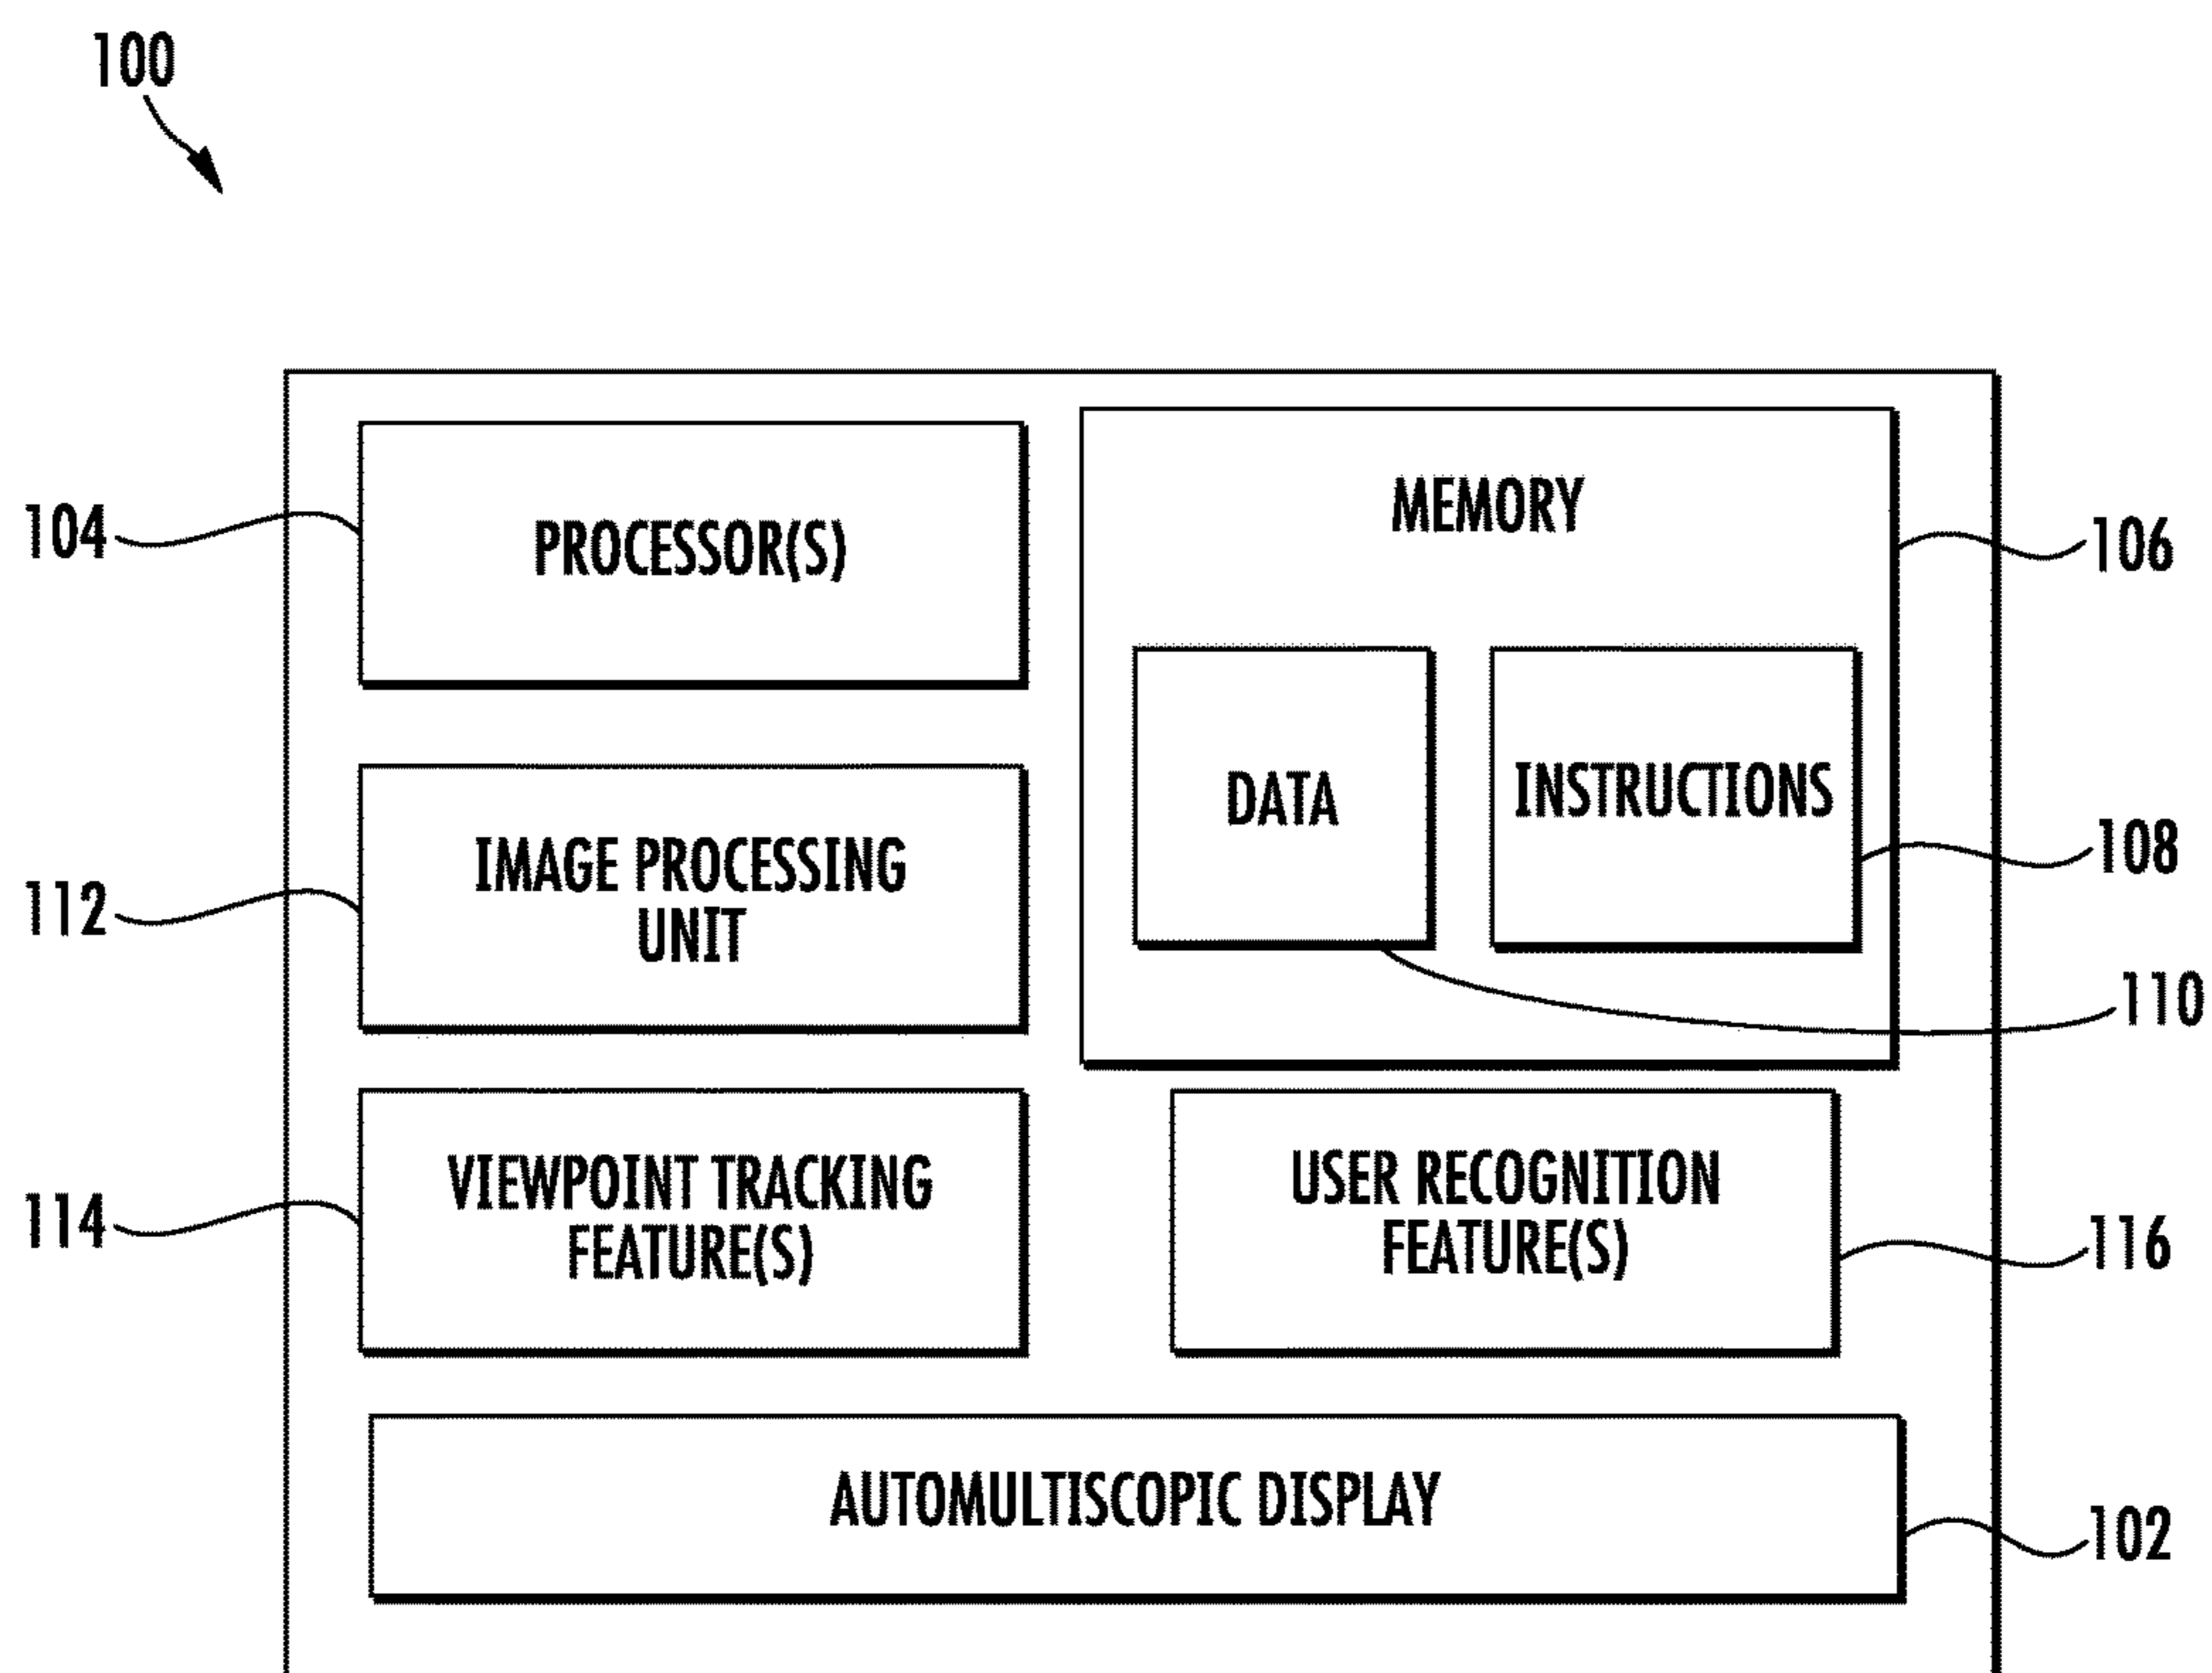 100
PROCESSOR(S)
104
MEMORY
106
DATA
INSTRUCTIONS
108
110
IMAGE PROCESSING
UNIT
112
VIEWPOINT TRACKING
FEATURE(S)
114
USER RECOGNITION
FEATURE(S)
116
AUTOMULTISCOPIC DISPLAY
102